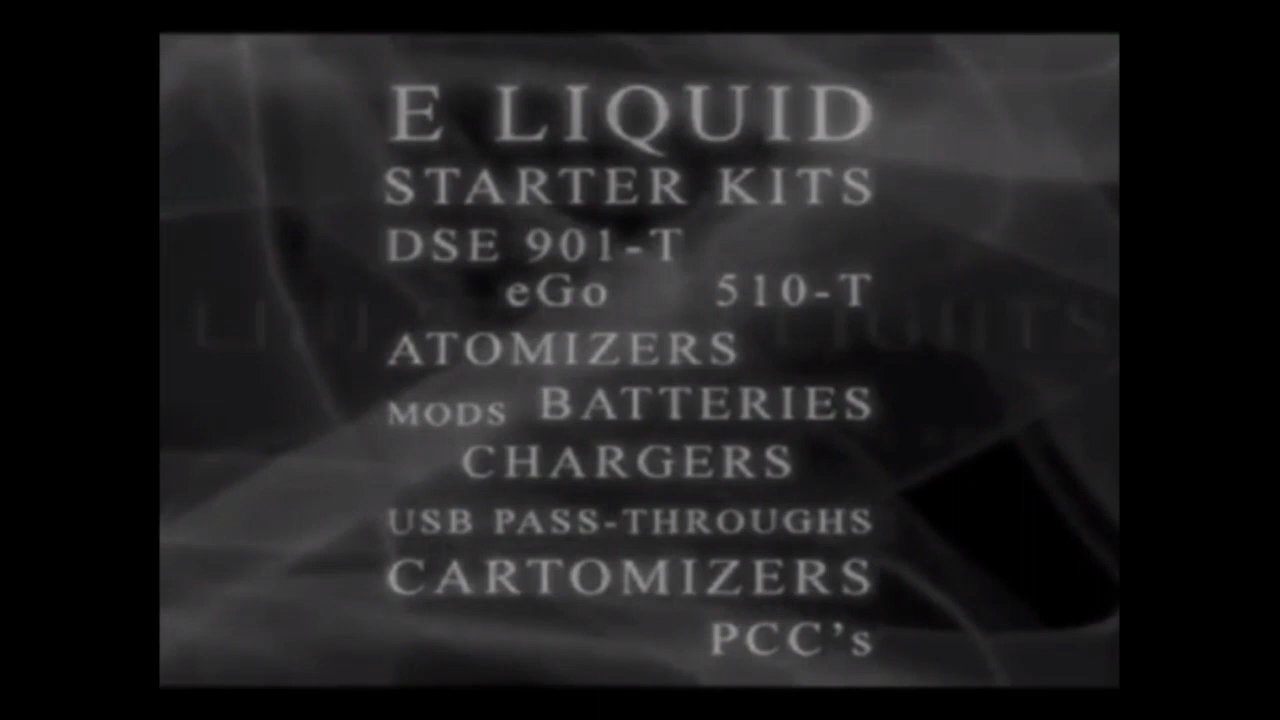 E LIQUID
STARTER KITS
DSE 901-T
eGo 510-T
ATOMIZERS
MODS BATTERIES
CHARGERS
USB PASS-THROUGHS
CARTOMIZERS
PCC's